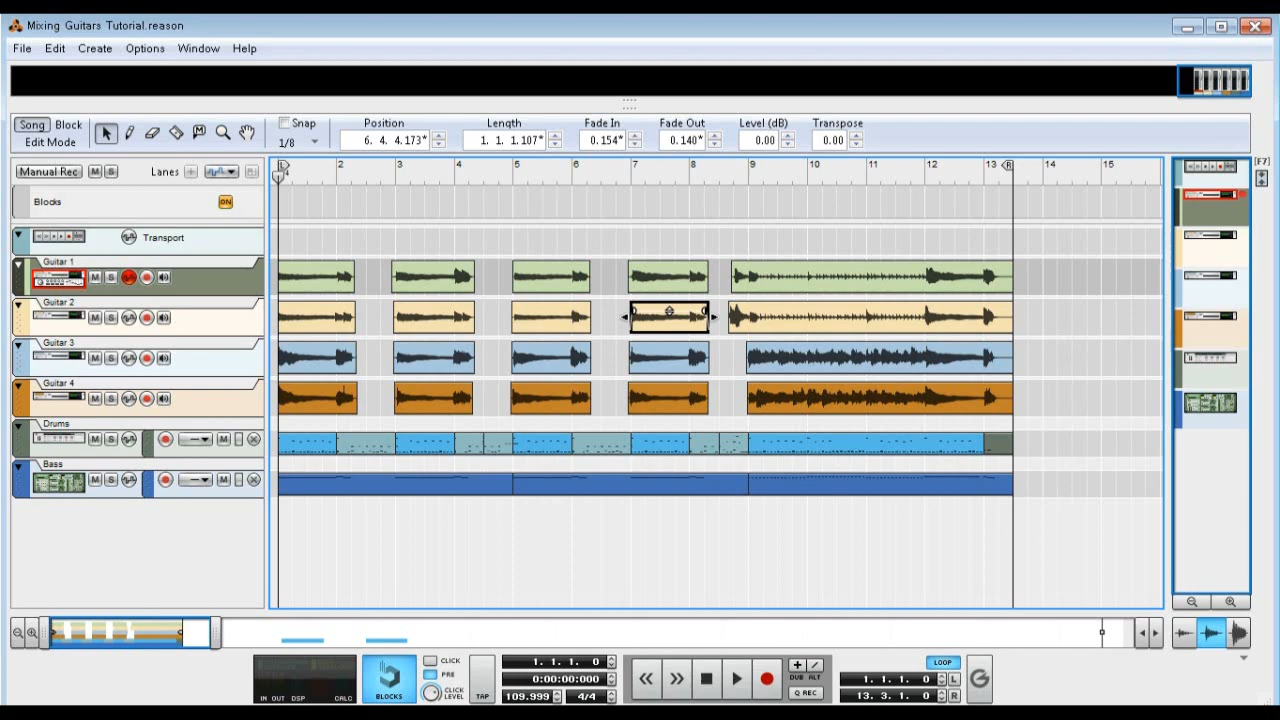 Mixing Guitars Tutorial.reason
File Edit Create Options Window Help
Song Block
Edit Mode
Snap
1/8
Position Length Fade In Fade Out Level (dB) Transpose
6. 4. 4.173* 1. 1. 1.107* 0.154* 0.140* 0.00 0.00
Manual Rec M S Lanes
L 2 3 4 5 6 7 8 9 10 11 12 13 R 14 15
[F7]
Blocks ON
Transport
Guitar 1
M S
Guitar 2
M S
Guitar 3
M S
Guitar 4
M S
Drums
M S M
Bass
M S M
IN OUT DSP CALC
BLOCKS
CLICK
PRE
CLICK LEVEL
TAP
1. 1. 1. 0
0:00:00:000
109.999 4/4
DUB ALT
Q REC
LOOP
1. 1. 1. 0 L
13. 3. 1. 0 R